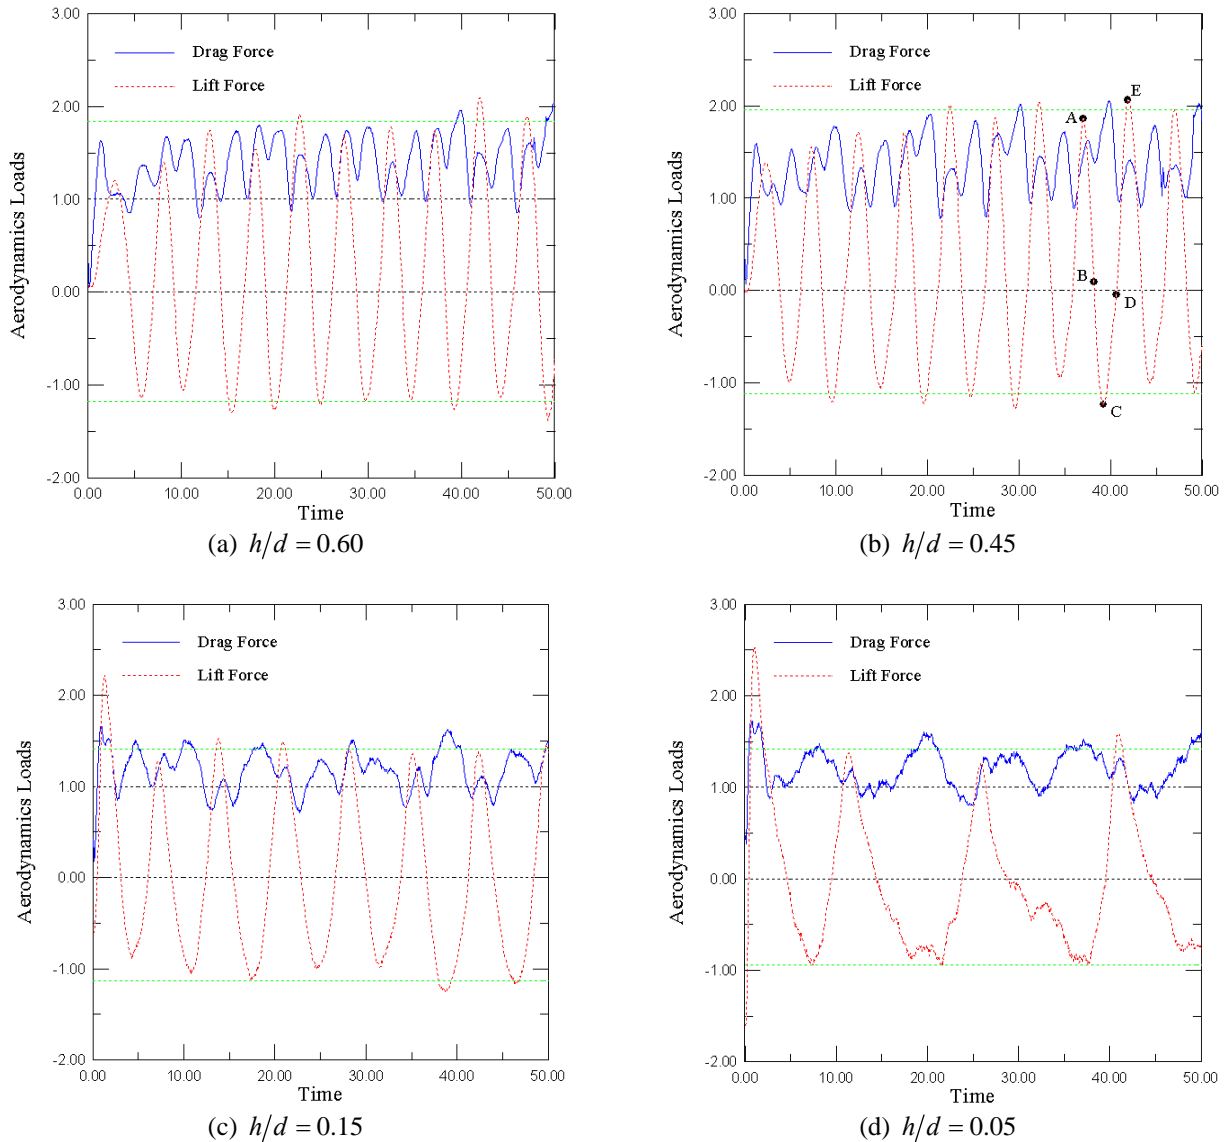 3.00
Drag Force
Lift Force
2.00
1.00
0.00
-1.00
-2.00
Aerodynamics Loads
0.00 10.00 20.00 30.00 40.00 50.00
Time
(a) h/d = 0.60
3.00
Drag Force
Lift Force
E
2.00
A
1.00
B
0.00
D
-1.00
C
-2.00
Aerodynamics Loads
0.00 10.00 20.00 30.00 40.00 50.00
Time
(b) h/d = 0.45
3.00
Drag Force
Lift Force
2.00
1.00
0.00
-1.00
-2.00
Aerodynamics Loads
0.00 10.00 20.00 30.00 40.00 50.00
Time
(c) h/d = 0.15
3.00
Drag Force
Lift Force
2.00
1.00
0.00
-1.00
-2.00
Aerodynamics Loads
0.00 10.00 20.00 30.00 40.00 50.00
Time
(d) h/d = 0.05